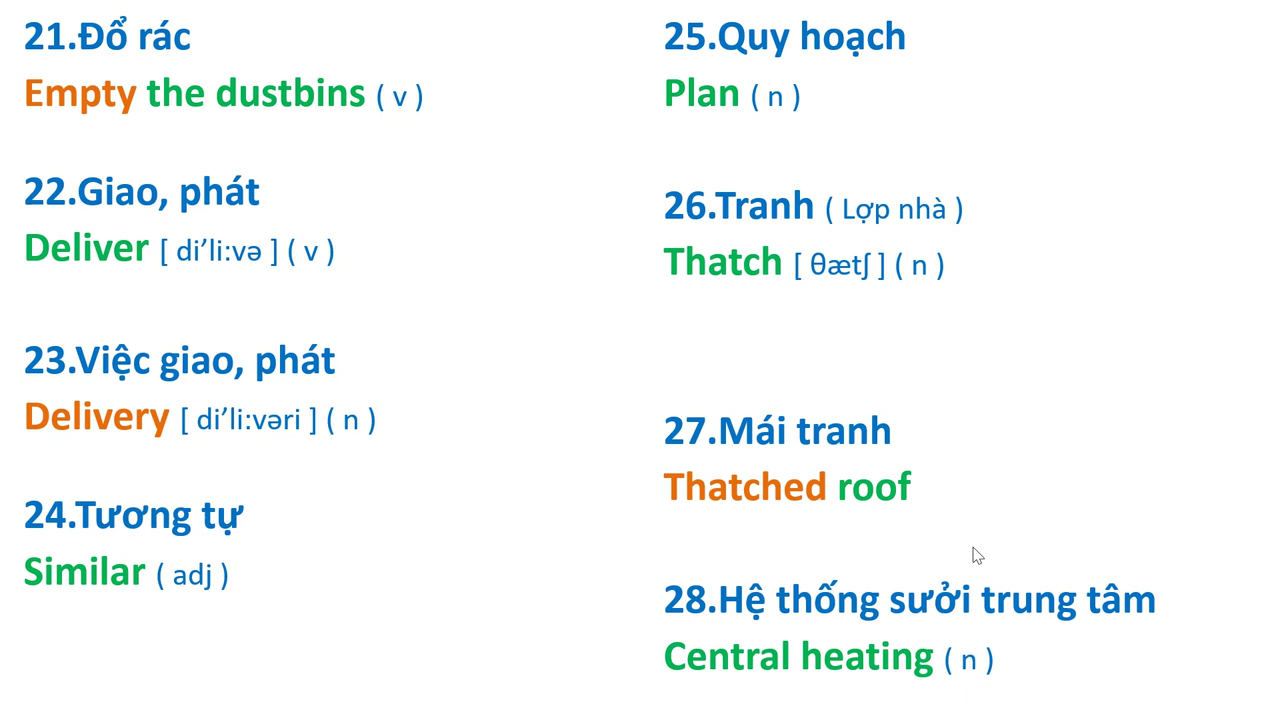 21.Đổ rác
Empty the dustbins ( v )
22.Giao, phát
Deliver [ di’li:və ] ( v )
23.Việc giao, phát
Delivery [ di’li:vəri ] ( n )
24.Tương tự
Similar ( adj )
25.Quy hoạch
Plan ( n )
26.Tranh ( Lợp nhà )
Thatch [ θætʃ ] ( n )
27.Mái tranh
Thatched roof
28.Hệ thống sưởi trung tâm
Central heating ( n )